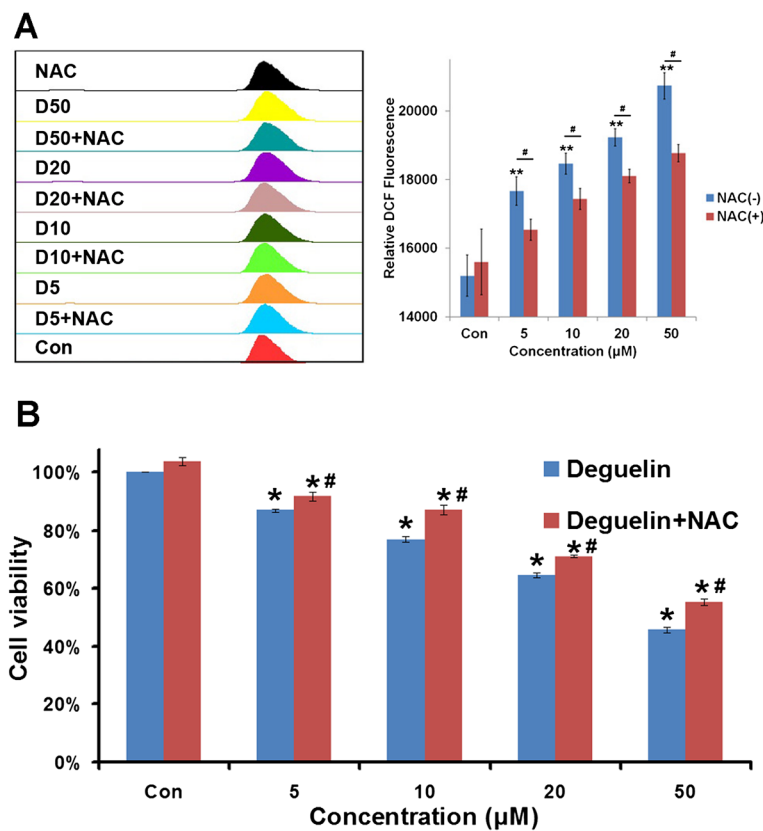 A
NAC
D50
D50+NAC
D20
D20+NAC
D10
D10+NAC
D5
D5+NAC
Con
Relative DCF Fluorescence
20000
18000
16000
14000
** #
** #
** #
** #
NAC(-)
NAC(+)
Con 5 10 20 50
Concentration (µM)
B
Cell viability
100%
80%
60%
40%
20%
0%
* *#
* *#
* *#
* *#
Deguelin
Deguelin+NAC
Con 5 10 20 50
Concentration (µM)